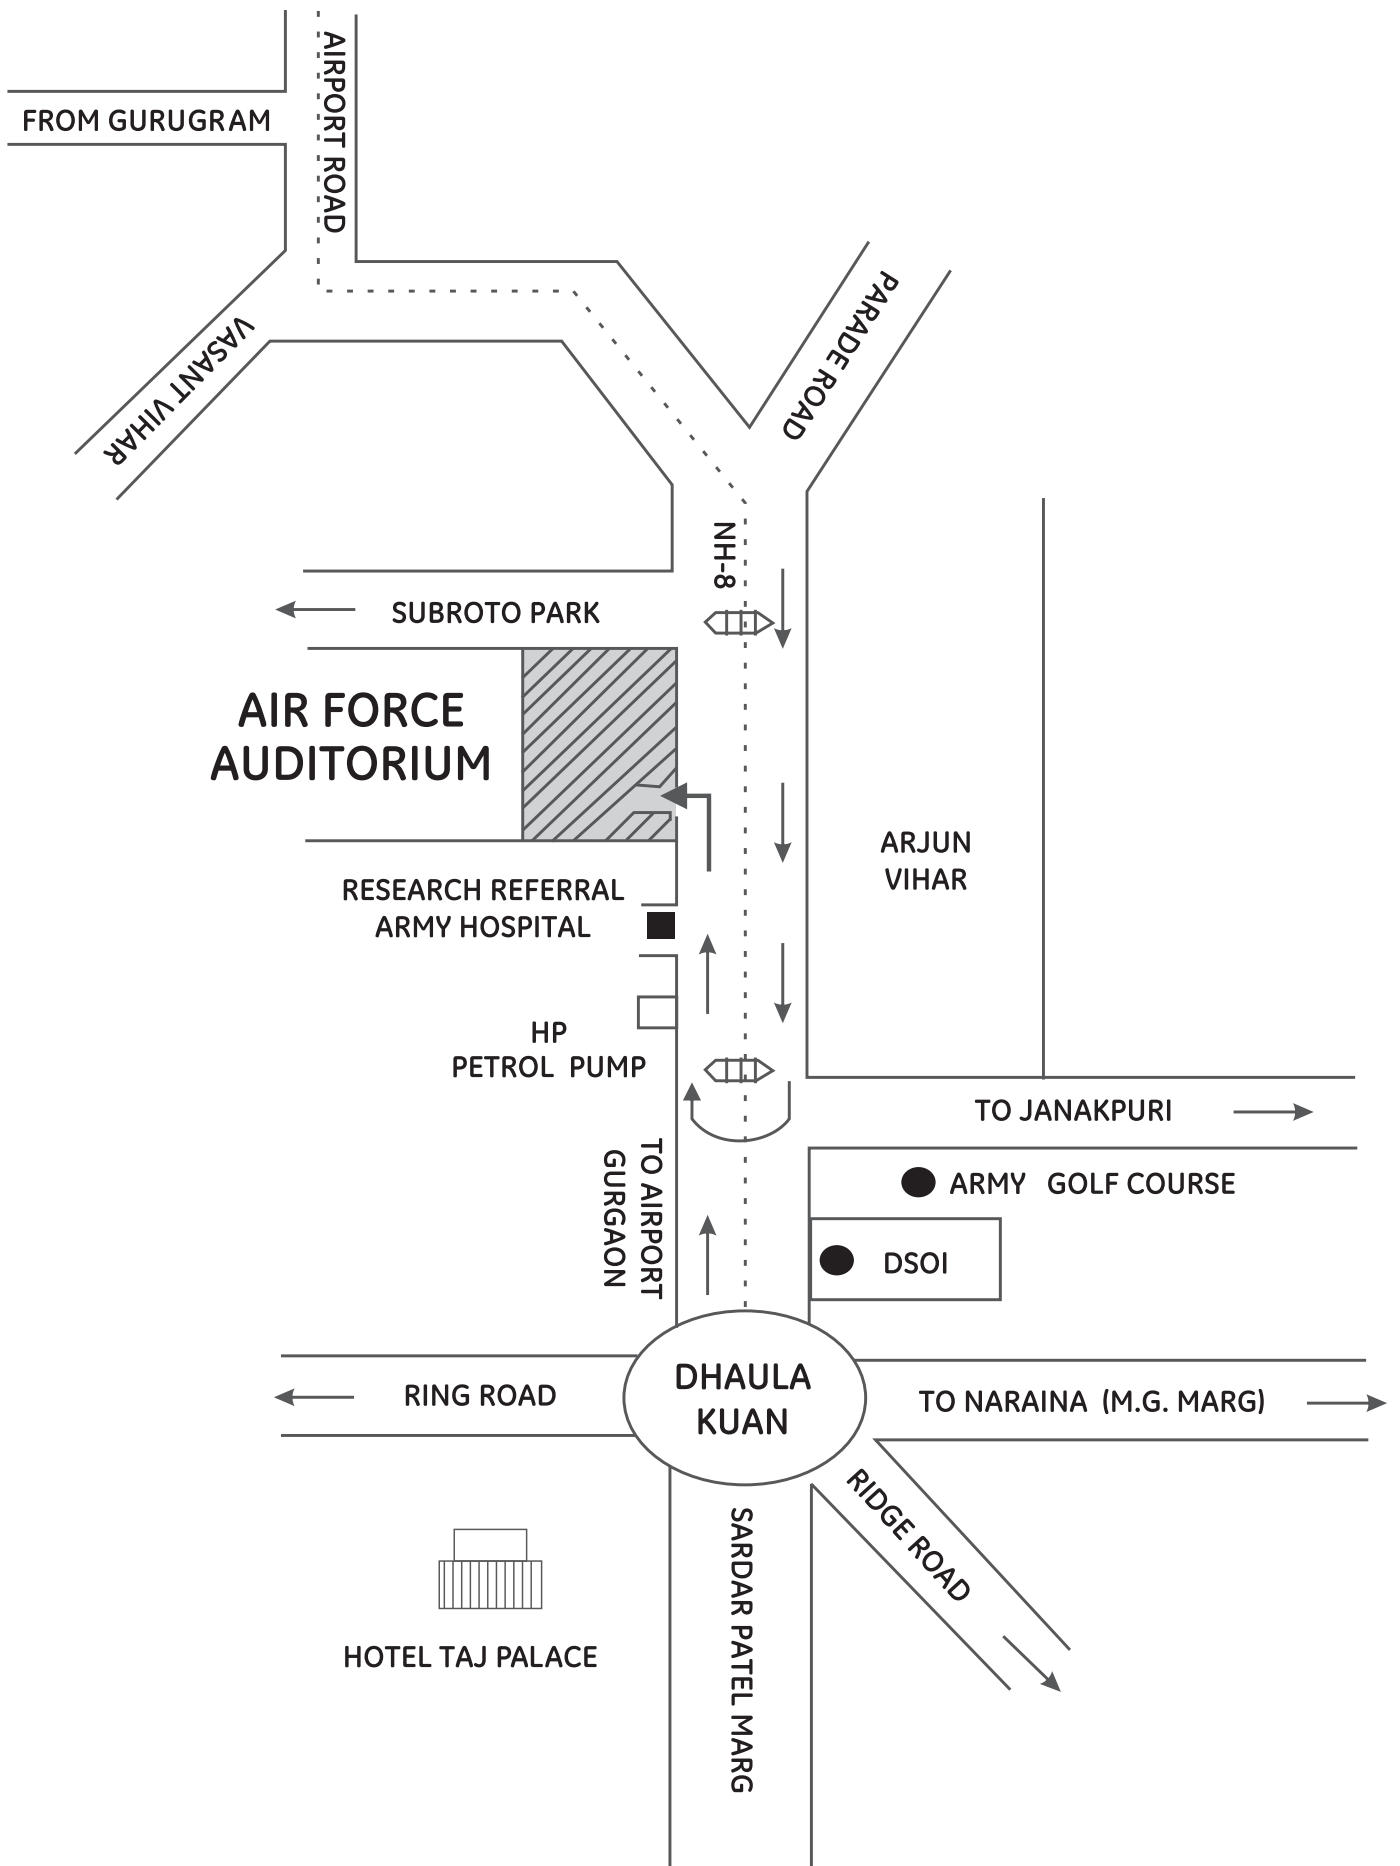 AIRPORT ROAD
FROM GURUGRAM
PARADE ROAD
VASANT VIHAR
NH-8
SUBROTO PARK
AIR FORCE
AUDITORIUM
ARJUN
VIHAR
RESEARCH REFERRAL
ARMY HOSPITAL
HP
PETROL PUMP
TO JANAKPURI
TO AIRPORT
GURGAON
ARMY GOLF COURSE
DSOI
DHAULA
KUAN
RING ROAD
TO NARAINA (M.G. MARG)
RIDGE ROAD
SARDAR PATEL MARG
HOTEL TAJ PALACE